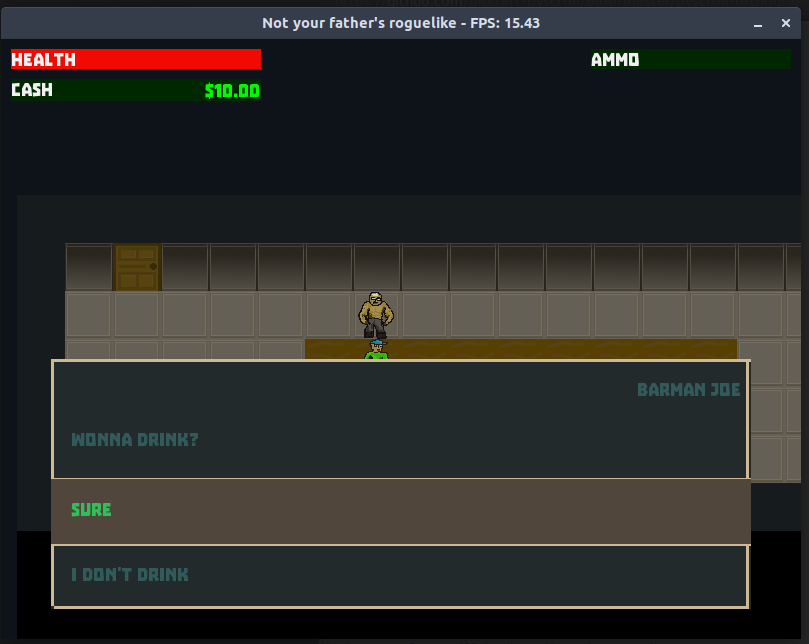 Not your father's roguelike - FPS: 15.43
HEALTH
AMMO
CASH $10.00
BARMAN JOE
WONNA DRINK?
SURE
I DON'T DRINK